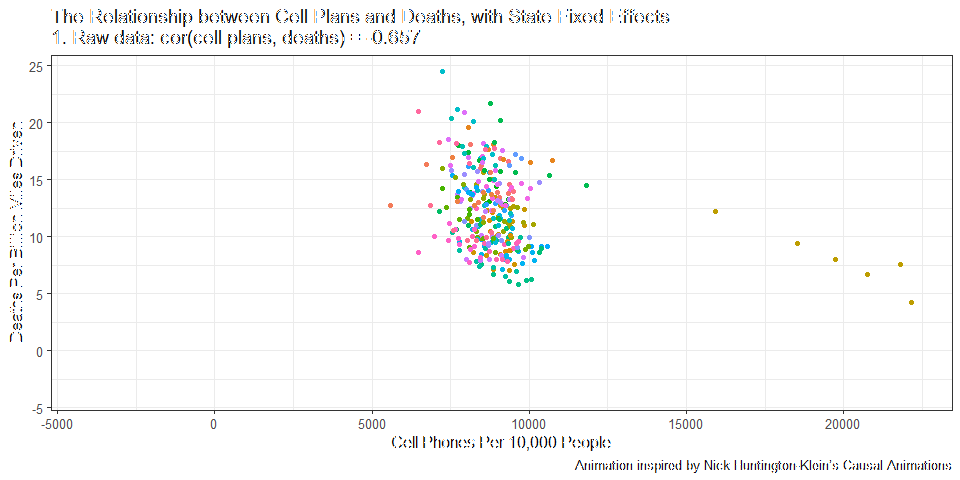 The Relationship between Cell Plans and Deaths, with State Fixed Effects
1. Raw data: cor(cell plans, deaths) = -0.657
25
20
15
10
5
0
-5
Deaths Per Billion Miles Driven
-5000 0 5000 10000 15000 20000
Cell Phones Per 10,000 People
Animation inspired by Nick Huntington-Klein's Causal Animations